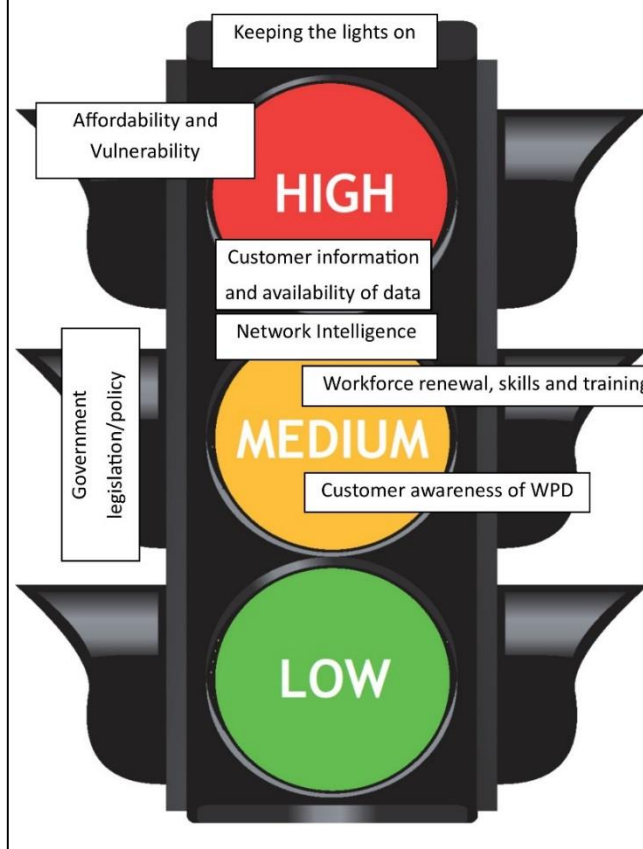 Keeping the lights on
Affordability and
Vulnerability
HIGH
Customer information
and availability of data
Network Intelligence
Workforce renewal, skills and training
Government
legislation/policy
MEDIUM
Customer awareness of WPD
LOW